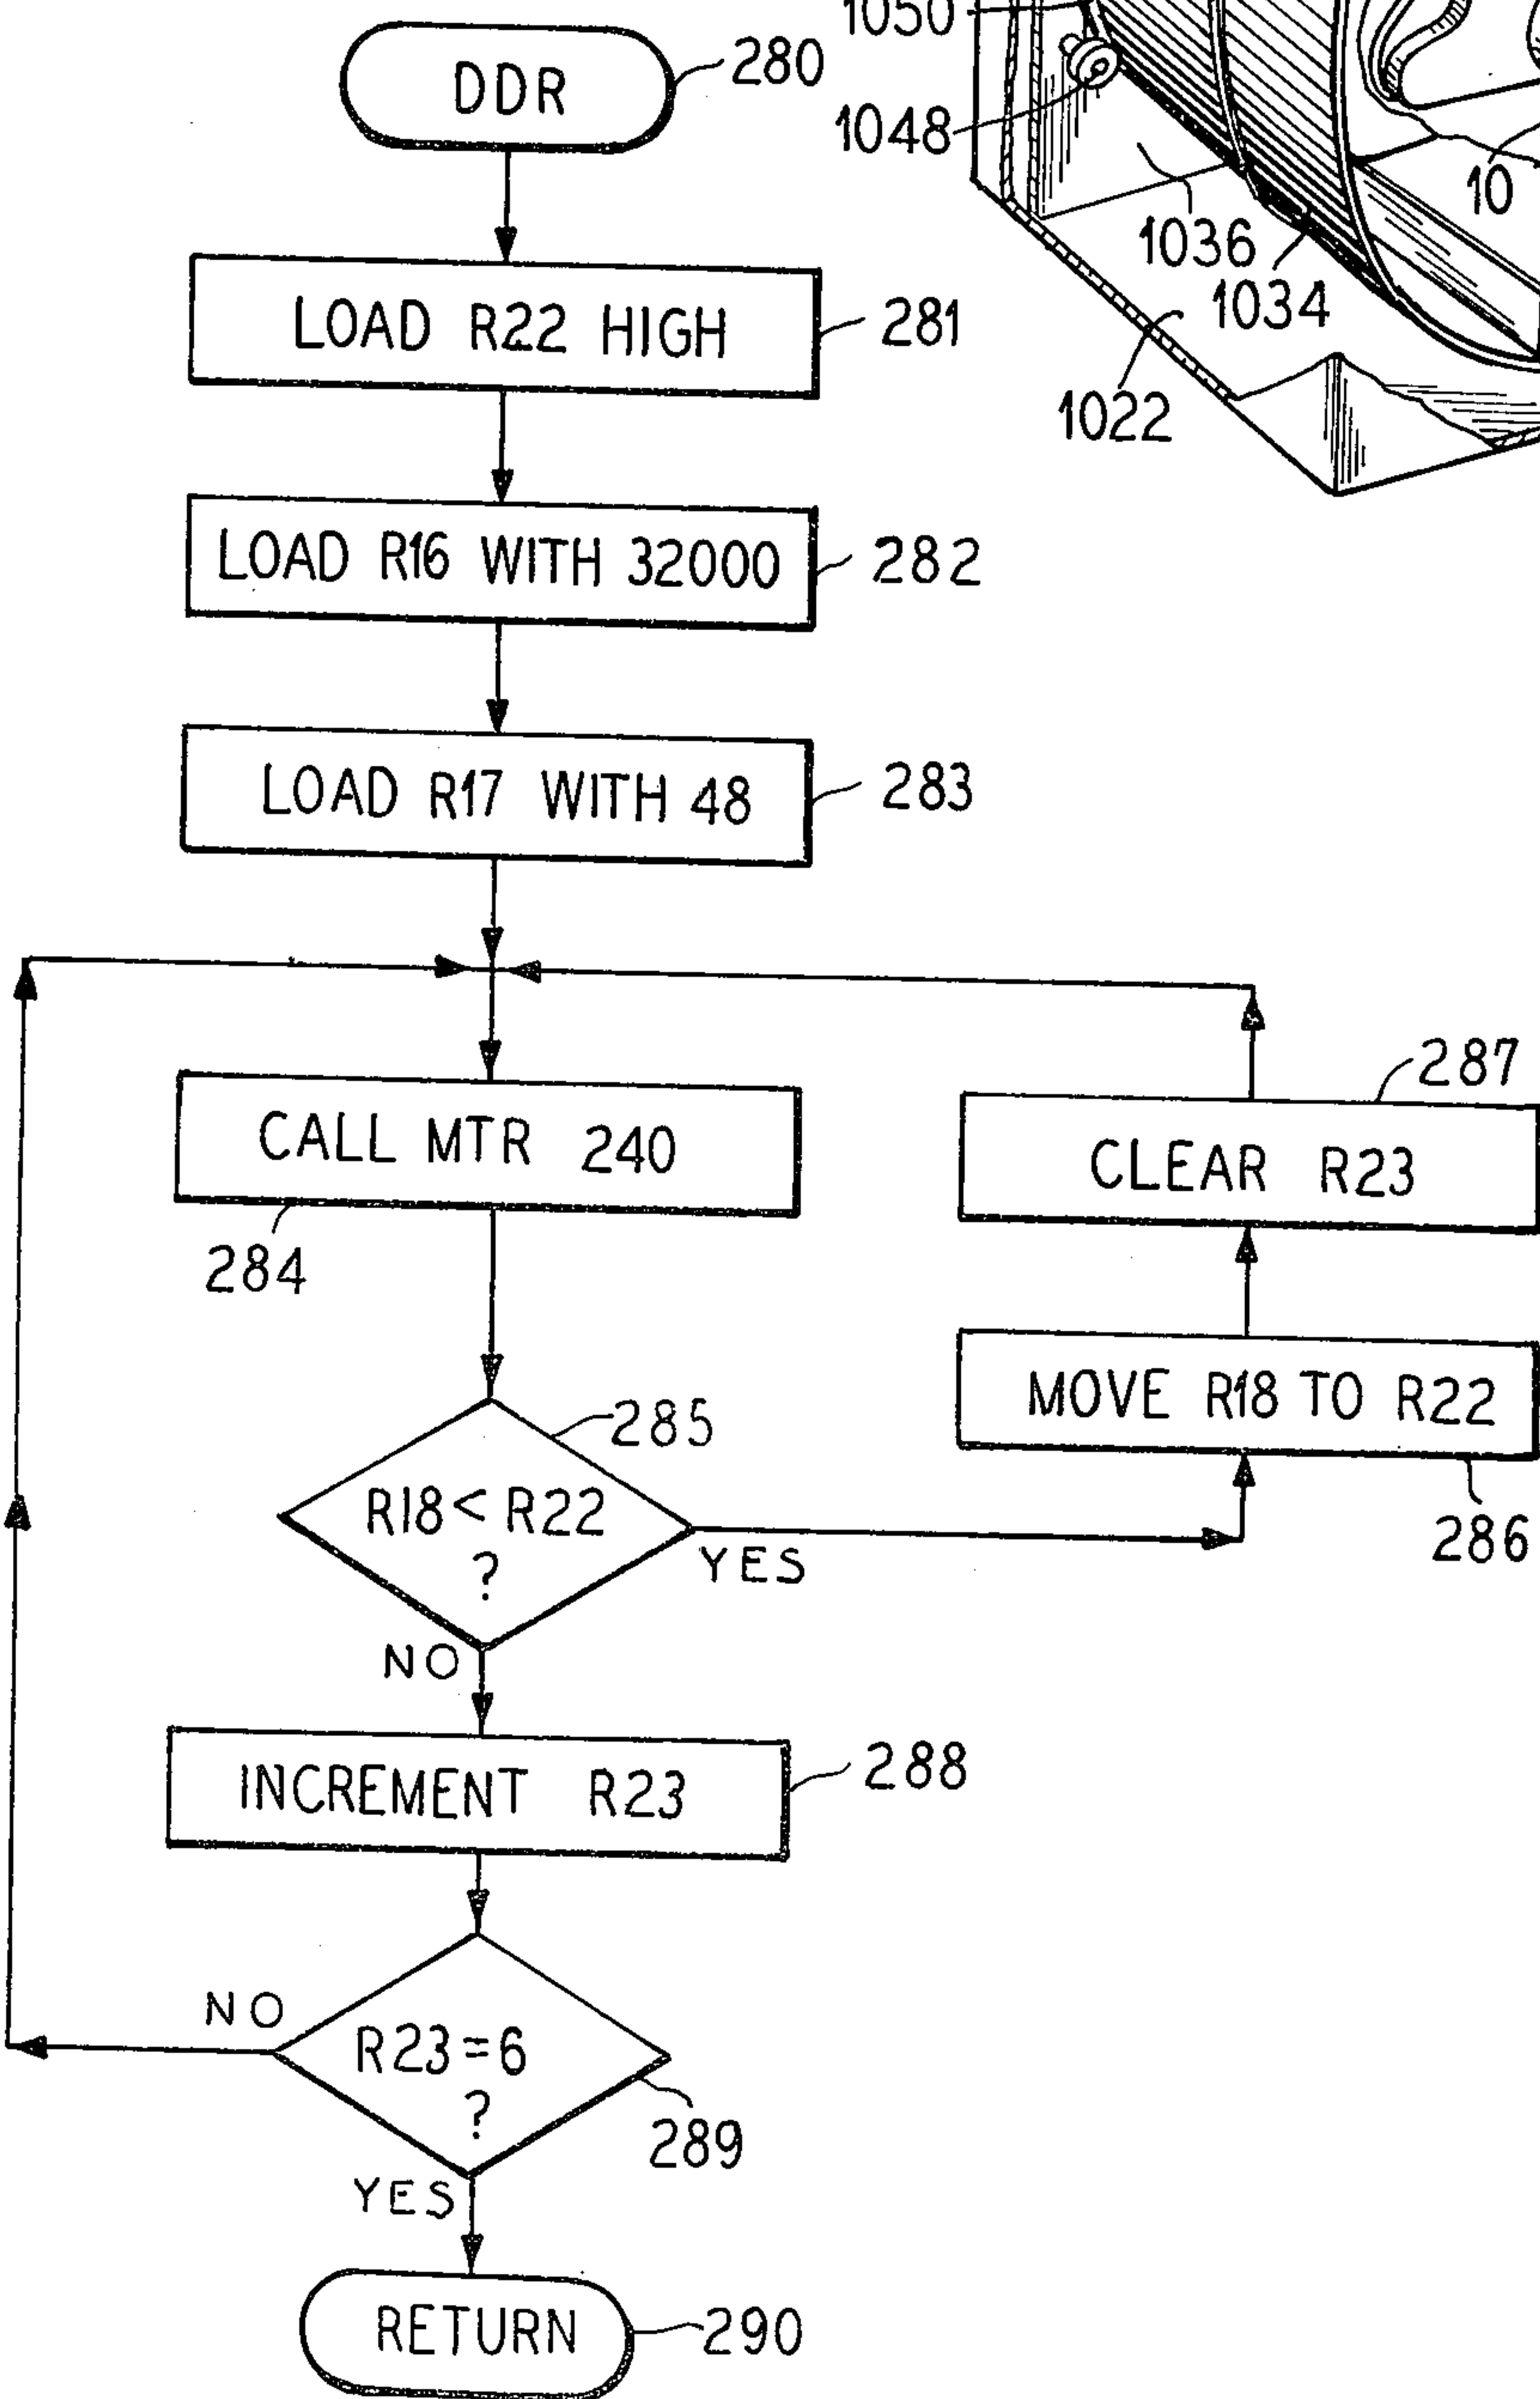 DDR
280
LOAD R22 HIGH
281
LOAD R16 WITH 32000
282
LOAD R17 WITH 48
283
CALL MTR 240
284
R18 < R22
?
285
YES
NO
MOVE R18 TO R22
286
CLEAR R23
287
INCREMENT R23
288
R23 = 6
?
289
NO
YES
RETURN
290
1050
1048
1036
1034
1022
10